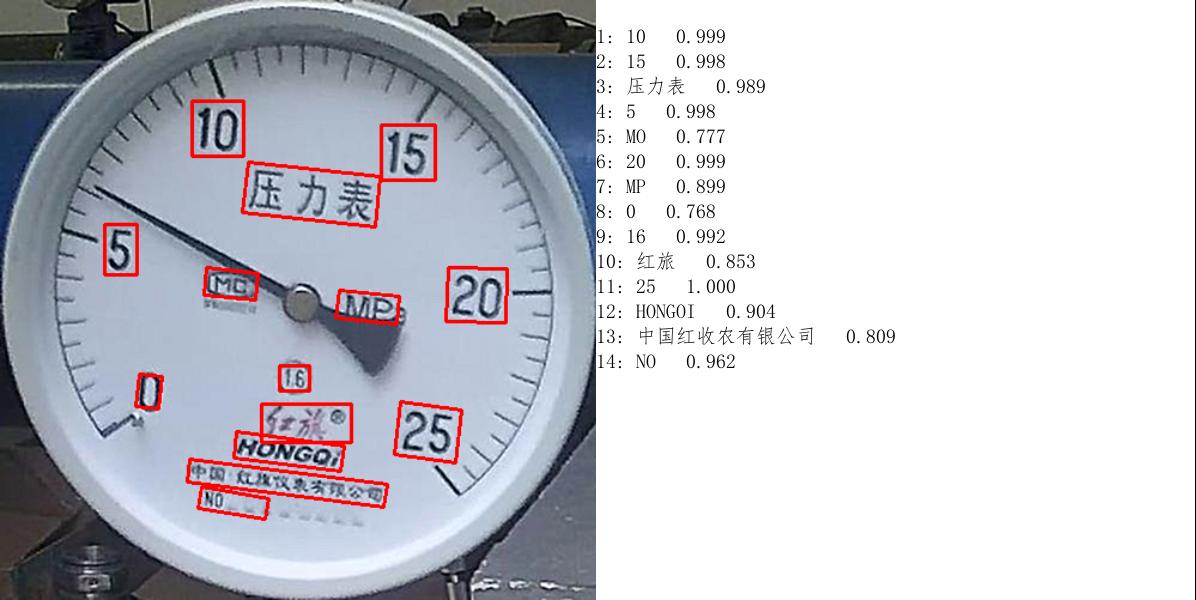 10
15
压力表
5
MC
20
MPa
0
1.6
红旗®
25
HONGQi
中国·红旗仪表有限公司
NO
1: 10 0.999
2: 15 0.998
3: 压力表 0.989
4: 5 0.998
5: MO 0.777
6: 20 0.999
7: MP 0.899
8: 0 0.768
9: 16 0.992
10: 红旅 0.853
11: 25 1.000
12: HONGOI 0.904
13: 中国红收农有银公司 0.809
14: NO 0.962